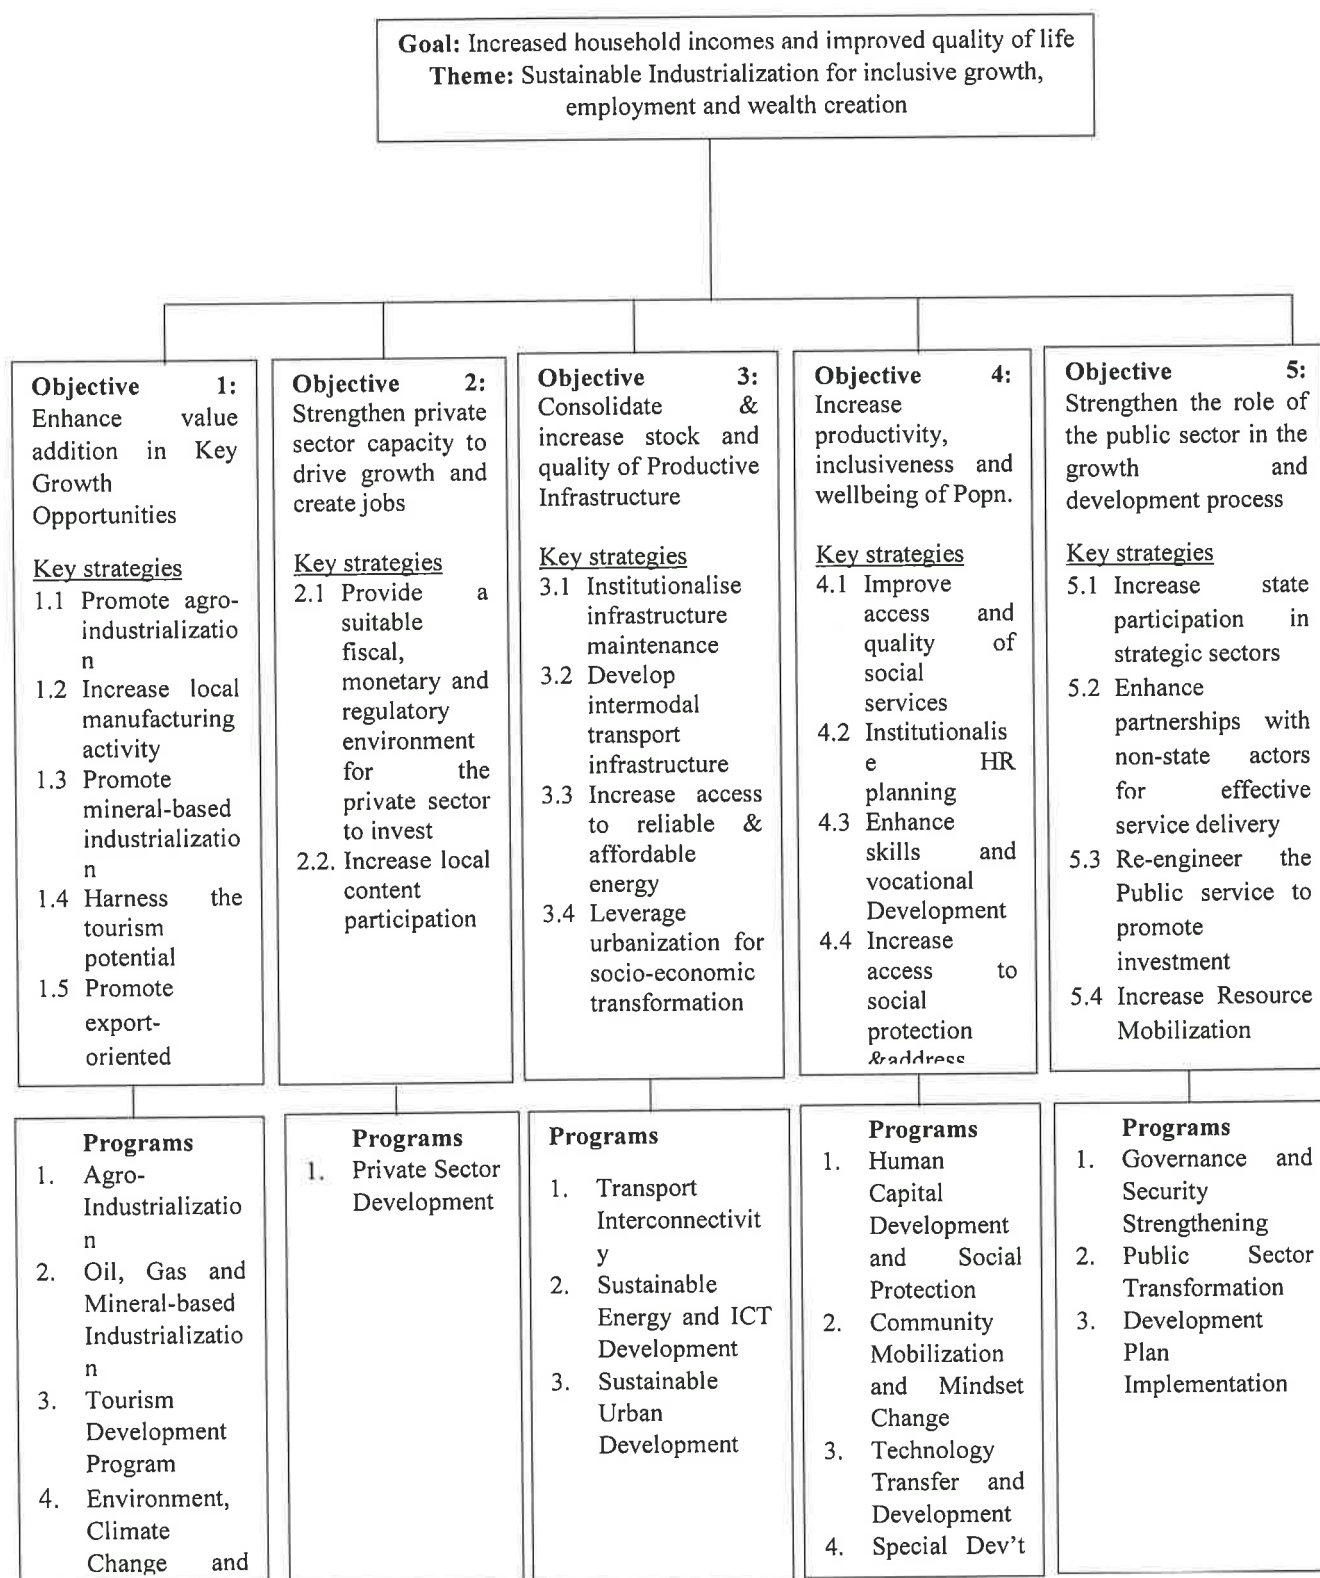 Goal: Increased household incomes and improved quality of life
Theme: Sustainable Industrialization for inclusive growth,
employment and wealth creation
Objective 1:
Enhance value
addition in Key
Growth
Opportunities
Key strategies
1.1 Promote agro-
industrializatio
n
1.2 Increase local
manufacturing
activity
1.3 Promote
mineral-based
industrializatio
n
1.4 Harness the
tourism
potential
1.5 Promote
export-
oriented
Objective 2:
Strengthen private
sector capacity to
drive growth and
create jobs
Key strategies
2.1 Provide a
suitable
fiscal,
monetary and
regulatory
environment
for the
private sector
to invest
2.2. Increase local
content
participation
Objective 3:
Consolidate &
increase stock and
quality of Productive
Infrastructure
Key strategies
3.1 Institutionalise
infrastructure
maintenance
3.2 Develop
intermodal
transport
infrastructure
3.3 Increase access
to reliable &
affordable
energy
3.4 Leverage
urbanization for
socio-economic
transformation
Objective 4:
Increase
productivity,
inclusiveness and
wellbeing of Popn.
Key strategies
4.1 Improve
access and
quality of
social
services
4.2 Institutionalis
e HR
planning
4.3 Enhance
skills and
vocational
Development
4.4 Increase
access to
social
protection
&address
Objective 5:
Strengthen the role of
the public sector in the
growth and
development process
Key strategies
5.1 Increase state
participation in
strategic sectors
5.2 Enhance
partnerships with
non-state actors
for effective
service delivery
5.3 Re-engineer the
Public service to
promote
investment
5.4 Increase Resource
Mobilization
Programs
1. Agro-
Industrializatio
n
2. Oil, Gas and
Mineral-based
Industrializatio
n
3. Tourism
Development
Program
4. Environment,
Climate
Change and
Programs
1. Private Sector
Development
Programs
1. Transport
Interconnectivit
y
2. Sustainable
Energy and ICT
Development
3. Sustainable
Urban
Development
Programs
1. Human
Capital
Development
and Social
Protection
2. Community
Mobilization
and Mindset
Change
3. Technology
Transfer and
Development
4. Special Dev't
Programs
1. Governance and
Security
Strengthening
2. Public Sector
Transformation
3. Development
Plan
Implementation